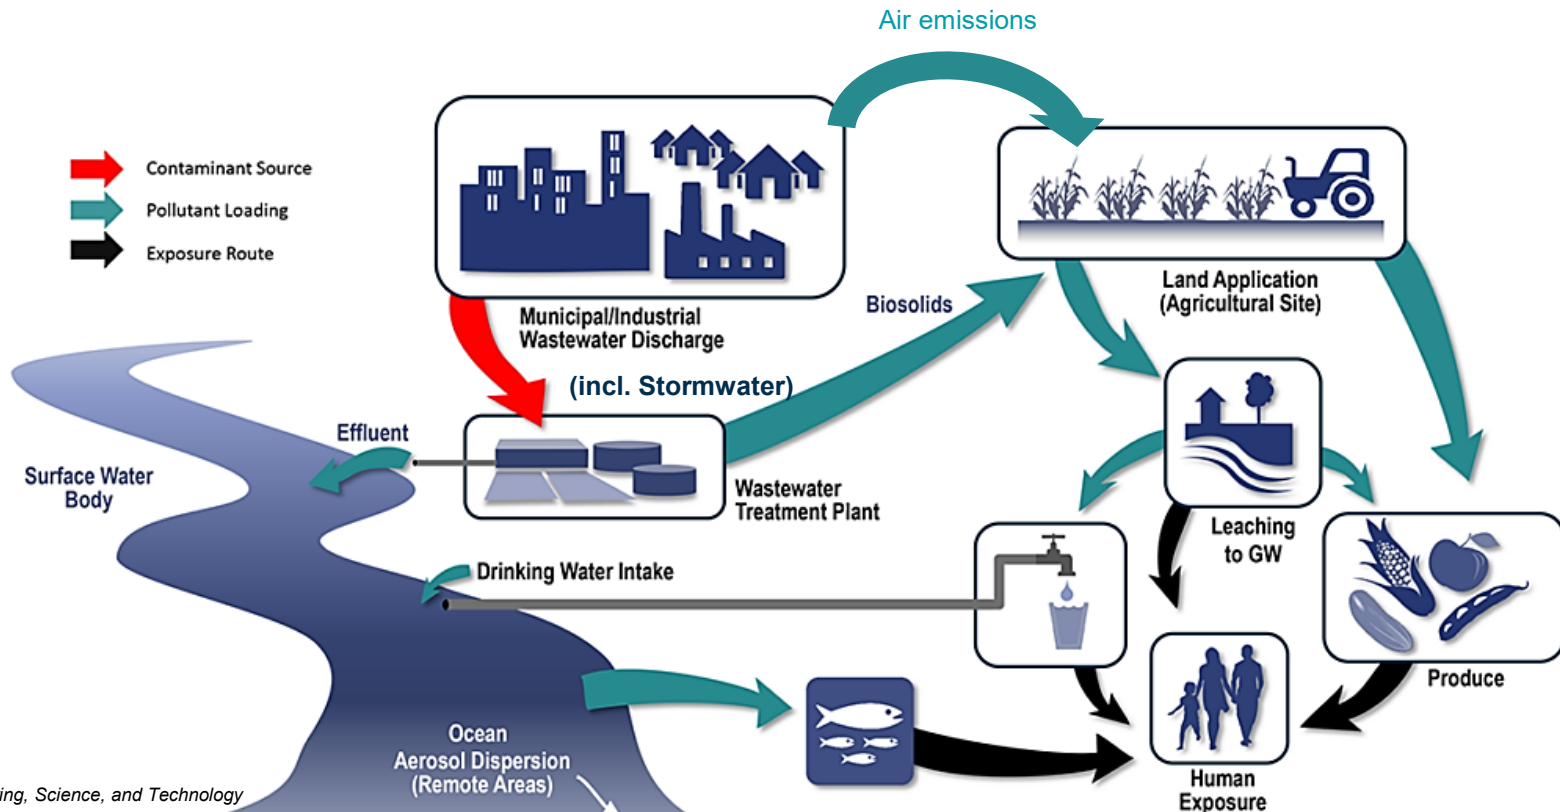 Air emissions
Contaminant Source
Pollutant Loading
Exposure Route
Municipal/Industrial
Wastewater Discharge
(incl. Stormwater)
Biosolids
Land Application
(Agricultural Site)
Effluent
Surface Water
Body
Wastewater
Treatment Plant
Leaching
to GW
Drinking Water Intake
Produce
Ocean
Aerosol Dispersion
(Remote Areas)
Human
Exposure
Science, and Technology